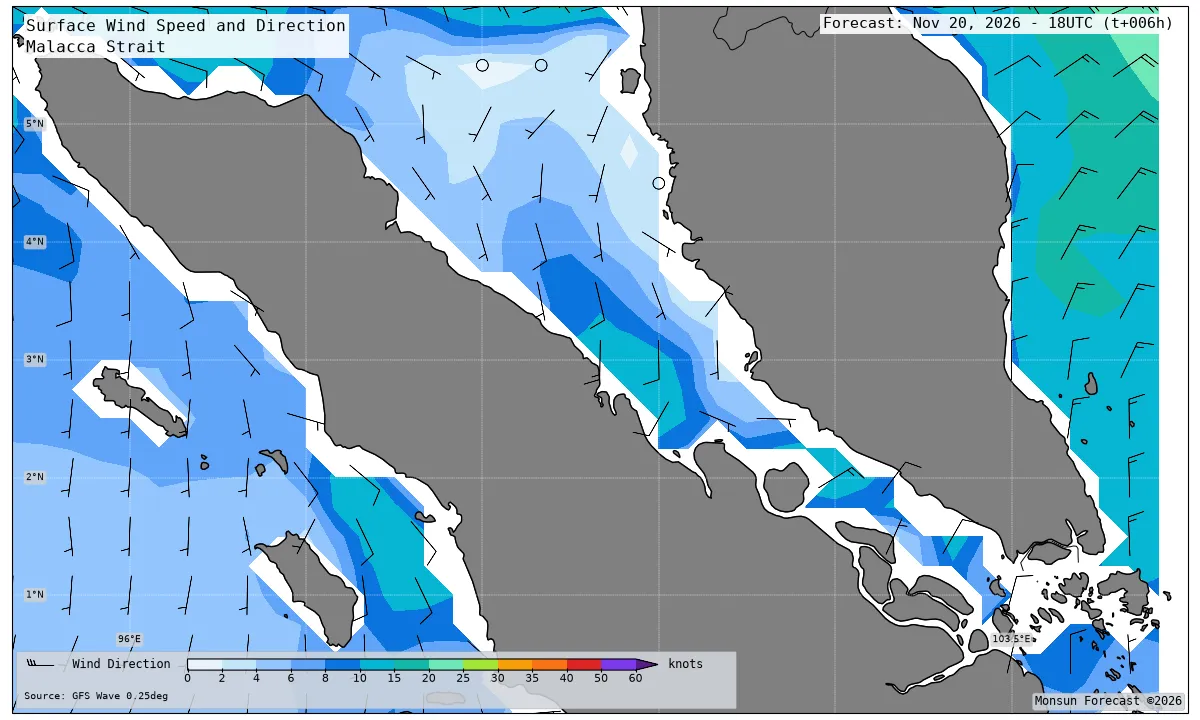 Surface Wind Speed and Direction
Malacca Strait
Forecast: Nov 20, 2026 - 18UTC (t+006h)
5°N
4°N
3°N
2°N
1°N
96°E
103.5°E
Wind Direction
0 2 4 6 8 10 12 15 20 25 30 35 40 50 60
knots
Source: GFS Wave 0.25deg
Monsun Forecast ©2026